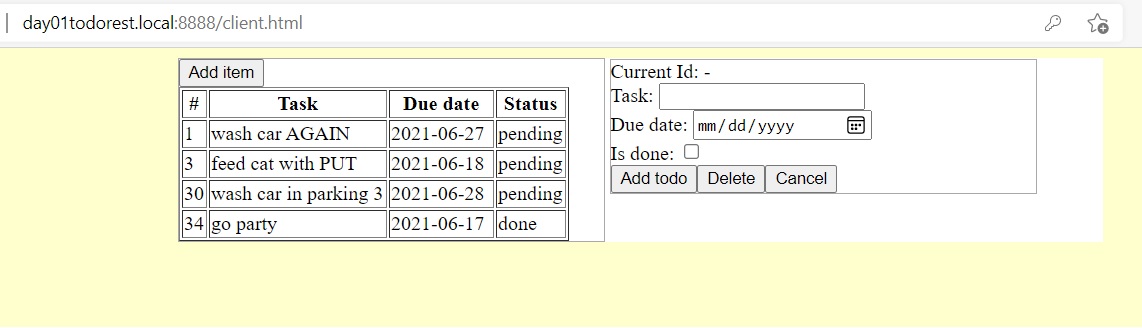 day01todorest.local:8888/client.html
Add item
# Task Due date Status
1 wash car AGAIN 2021-06-27 pending
3 feed cat with PUT 2021-06-18 pending
30 wash car in parking 3 2021-06-28 pending
34 go party 2021-06-17 done
Current Id: -
Task:
Due date: mm/dd/yyyy
Is done:
Add todo Delete Cancel